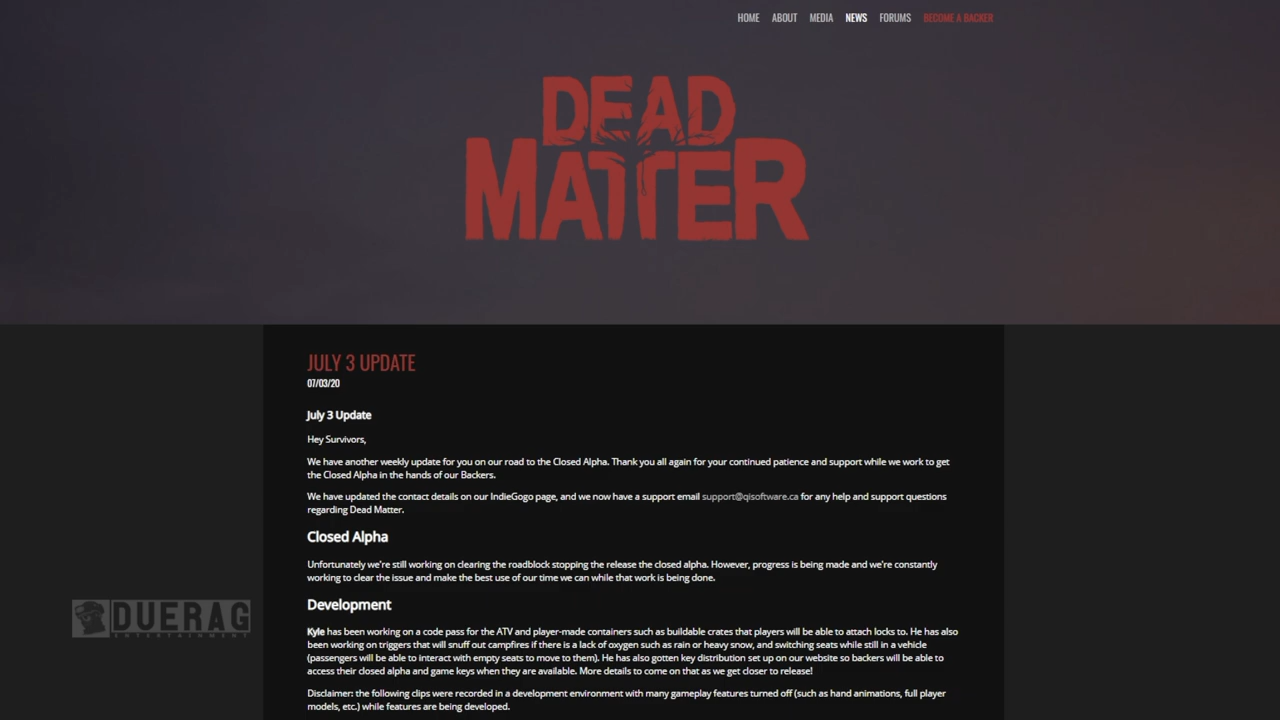 HOME ABOUT MEDIA NEWS FORUMS BECOME A BACKER
DEAD
MATTER
JULY 3 UPDATE
07/03/20
July 3 Update
Hey Survivors,
We have another weekly update for you on our road to the Closed Alpha. Thank you all again for your continued patience and support while we work to get
the Closed Alpha in the hands of our Backers.
We have updated the contact details on our IndieGogo page, and we now have a support email support@qisoftware.ca for any help and support questions
regarding Dead Matter.
Closed Alpha
Unfortunately we're still working on clearing the roadblock stopping the release the closed alpha. However, progress is being made and we're constantly
working to clear the issue and make the best use of our time we can while that work is being done.
Development
Kyle has been working on a code pass for the ATV and player-made containers such as buildable crates that players will be able to attach locks to. He has also
been working on triggers that will snuff out campfires if there is a lack of oxygen such as rain or heavy snow, and switching seats while still in a vehicle
(passengers will be able to interact with empty seats to move to them). He has also gotten key distribution set up on our website so backers will be able to
access their closed alpha and game keys when they are available. More details to come on that as we get closer to release!
Disclaimer: the following clips were recorded in a development environment with many gameplay features turned off (such as hand animations, full player
models, etc.) while features are being developed.
DUERAG
ENTERTAINMENT